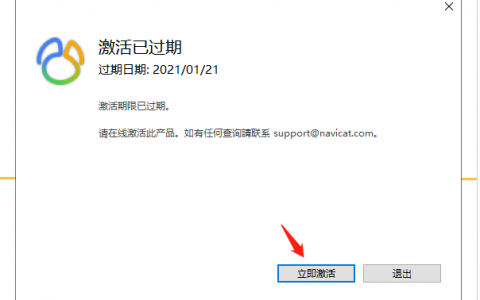 激活已过期
过期日期: 2021/01/21
激活期限已过期。
请在线激活此产品。如有任何查询請联系 support@navicat.com。
立即激活
退出